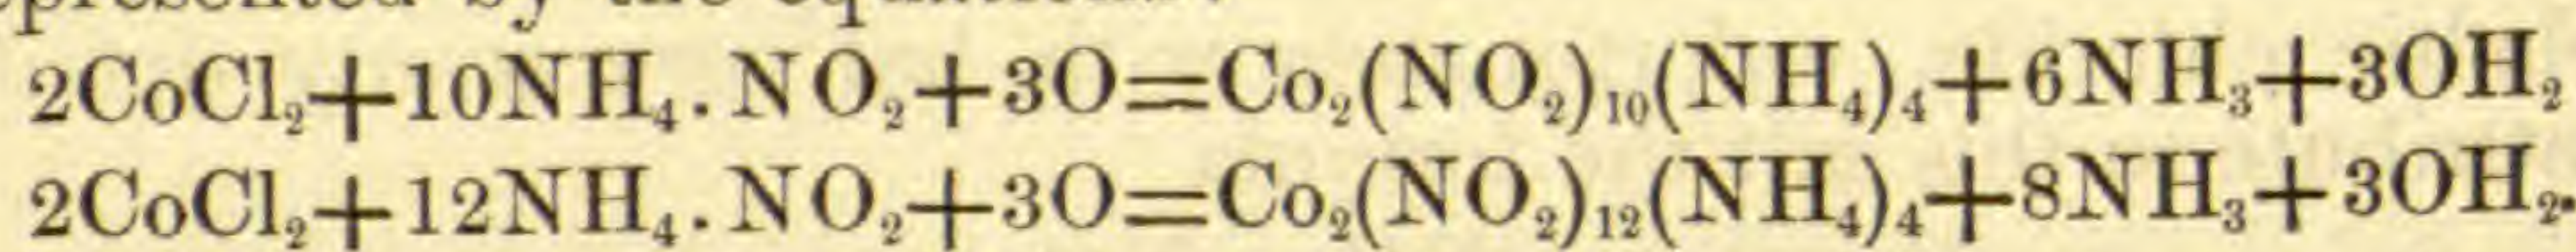 2CoCl₂+10NH₄.NO₂+3O=Co₂(NO₂)₁₀(NH₄)₄+6NH₃+3OH₂
2CoCl₂+12NH₄.NO₂+3O=Co₂(NO₂)₁₂(NH₄)₄+8NH₃+3OH₂.